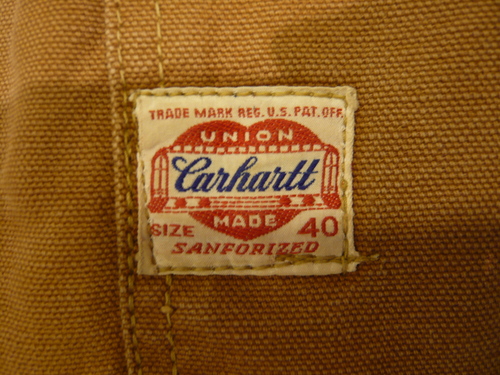 TRADE MARK REG. U.S. PAT. OFF.
UNION
Carhartt
MADE
SIZE 40
SANFORIZED